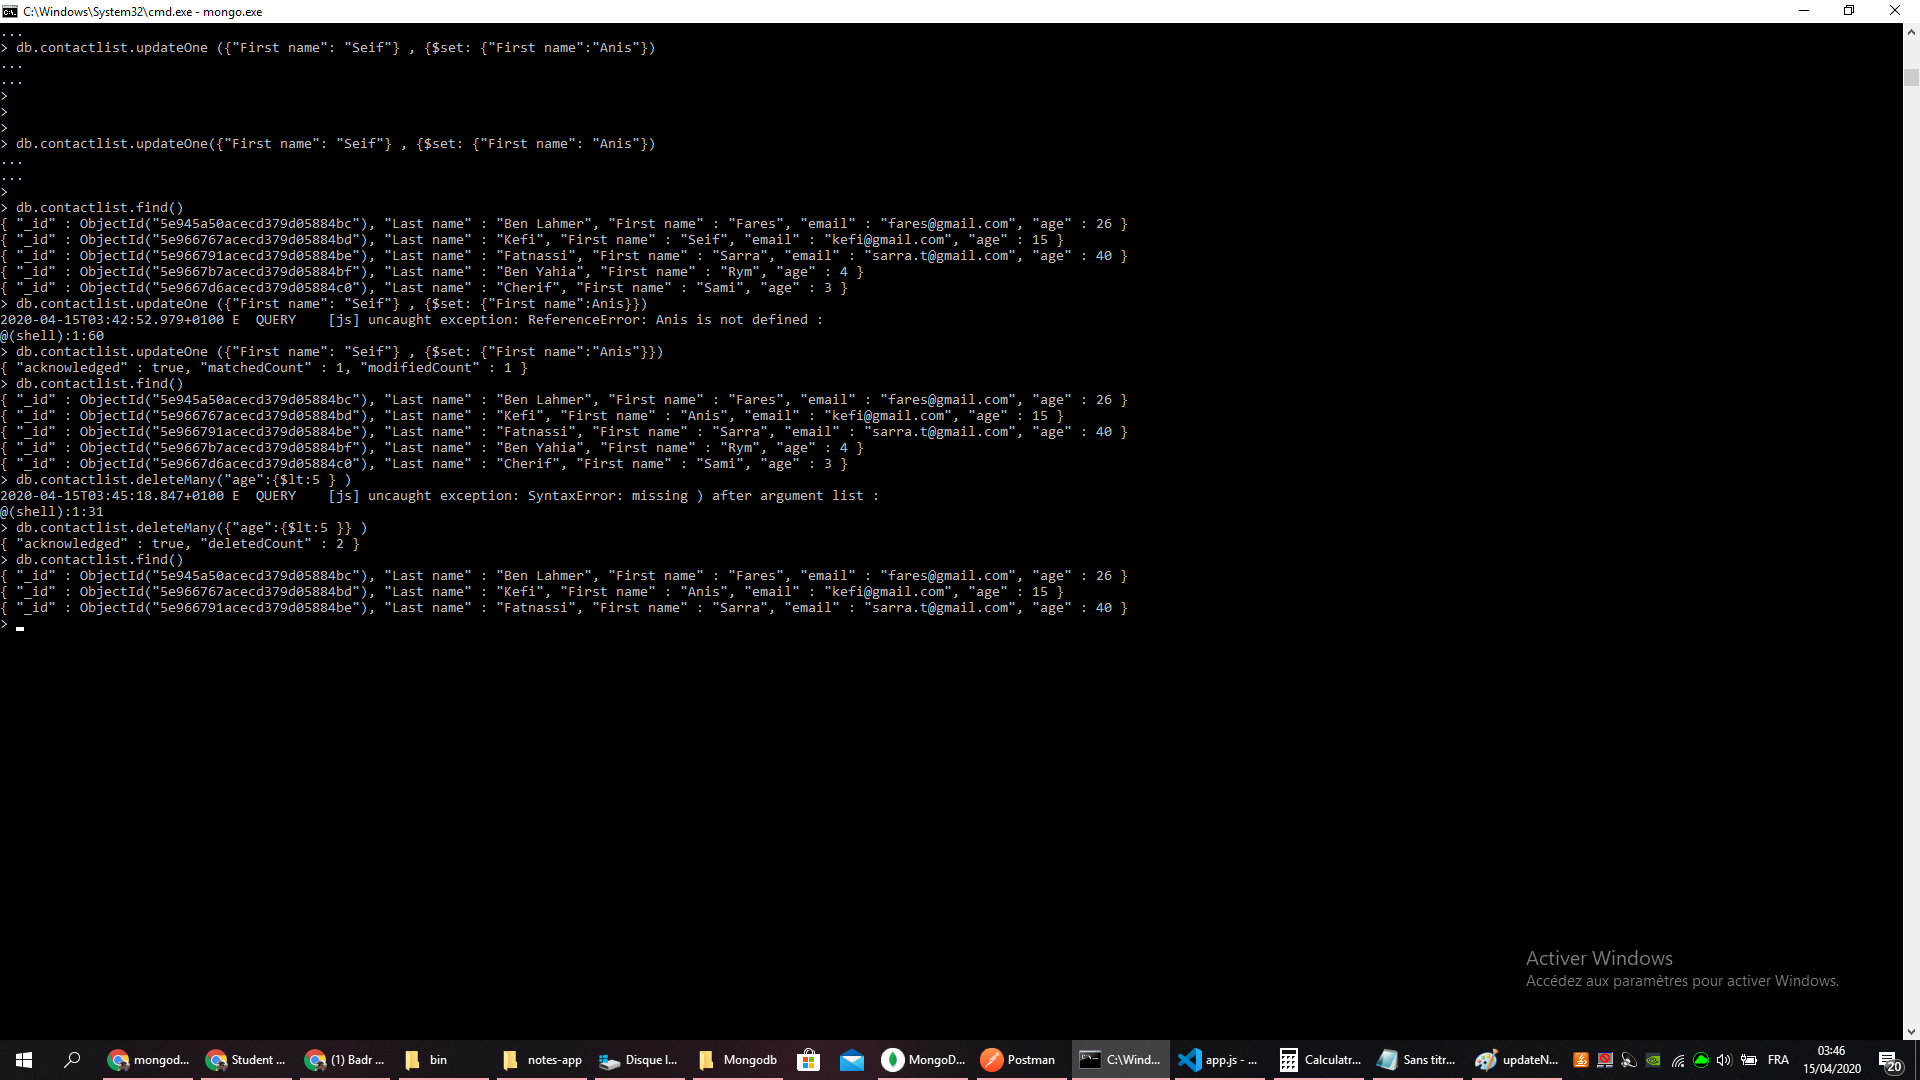 C:\Windows\System32\cmd.exe - mongo.exe
...
> db.contactlist.updateOne ({"First name": "Seif"} , {$set: {"First name":"Anis"})
...
...
>
>
>
> db.contactlist.updateOne({"First name": "Seif"} , {$set: {"First name": "Anis"})
...
...
>
> db.contactlist.find()
{ "_id" : ObjectId("5e945a50acecd379d05884bc"), "Last name" : "Ben Lahmer", "First name" : "Fares", "email" : "fares@gmail.com", "age" : 26 }
{ "_id" : ObjectId("5e966767acecd379d05884bd"), "Last name" : "Kefi", "First name" : "Seif", "email" : "kefi@gmail.com", "age" : 15 }
{ "_id" : ObjectId("5e966791acecd379d05884be"), "Last name" : "Fatnassi", "First name" : "Sarra", "email" : "sarra.t@gmail.com", "age" : 40 }
{ "_id" : ObjectId("5e9667b7acecd379d05884bf"), "Last name" : "Ben Yahia", "First name" : "Rym", "age" : 4 }
{ "_id" : ObjectId("5e9667d6acecd379d05884c0"), "Last name" : "Cherif", "First name" : "Sami", "age" : 3 }
> db.contactlist.updateOne ({"First name": "Seif"} , {$set: {"First name":Anis}})
2020-04-15T03:42:52.979+0100 E  QUERY    [js] uncaught exception: ReferenceError: Anis is not defined :
@(shell):1:60
> db.contactlist.updateOne ({"First name": "Seif"} , {$set: {"First name":"Anis"}})
{ "acknowledged" : true, "matchedCount" : 1, "modifiedCount" : 1 }
> db.contactlist.find()
{ "_id" : ObjectId("5e945a50acecd379d05884bc"), "Last name" : "Ben Lahmer", "First name" : "Fares", "email" : "fares@gmail.com", "age" : 26 }
{ "_id" : ObjectId("5e966767acecd379d05884bd"), "Last name" : "Kefi", "First name" : "Anis", "email" : "kefi@gmail.com", "age" : 15 }
{ "_id" : ObjectId("5e966791acecd379d05884be"), "Last name" : "Fatnassi", "First name" : "Sarra", "email" : "sarra.t@gmail.com", "age" : 40 }
{ "_id" : ObjectId("5e9667b7acecd379d05884bf"), "Last name" : "Ben Yahia", "First name" : "Rym", "age" : 4 }
{ "_id" : ObjectId("5e9667d6acecd379d05884c0"), "Last name" : "Cherif", "First name" : "Sami", "age" : 3 }
> db.contactlist.deleteMany("age":{$lt:5 } )
2020-04-15T03:45:18.847+0100 E  QUERY    [js] uncaught exception: SyntaxError: missing ) after argument list :
@(shell):1:31
> db.contactlist.deleteMany({"age":{$lt:5 }} )
{ "acknowledged" : true, "deletedCount" : 2 }
> db.contactlist.find()
{ "_id" : ObjectId("5e945a50acecd379d05884bc"), "Last name" : "Ben Lahmer", "First name" : "Fares", "email" : "fares@gmail.com", "age" : 26 }
{ "_id" : ObjectId("5e966767acecd379d05884bd"), "Last name" : "Kefi", "First name" : "Anis", "email" : "kefi@gmail.com", "age" : 15 }
{ "_id" : ObjectId("5e966791acecd379d05884be"), "Last name" : "Fatnassi", "First name" : "Sarra", "email" : "sarra.t@gmail.com", "age" : 40 }
>
Activer Windows
Accédez aux paramètres pour activer Windows.
mongod... Student ... (1) Badr ... bin notes-app Disque l... Mongodb MongoD... Postman C:\Wind... app.js - ... Calculatr... Sans titr... updateN... FRA 03:46 20
15/04/2020